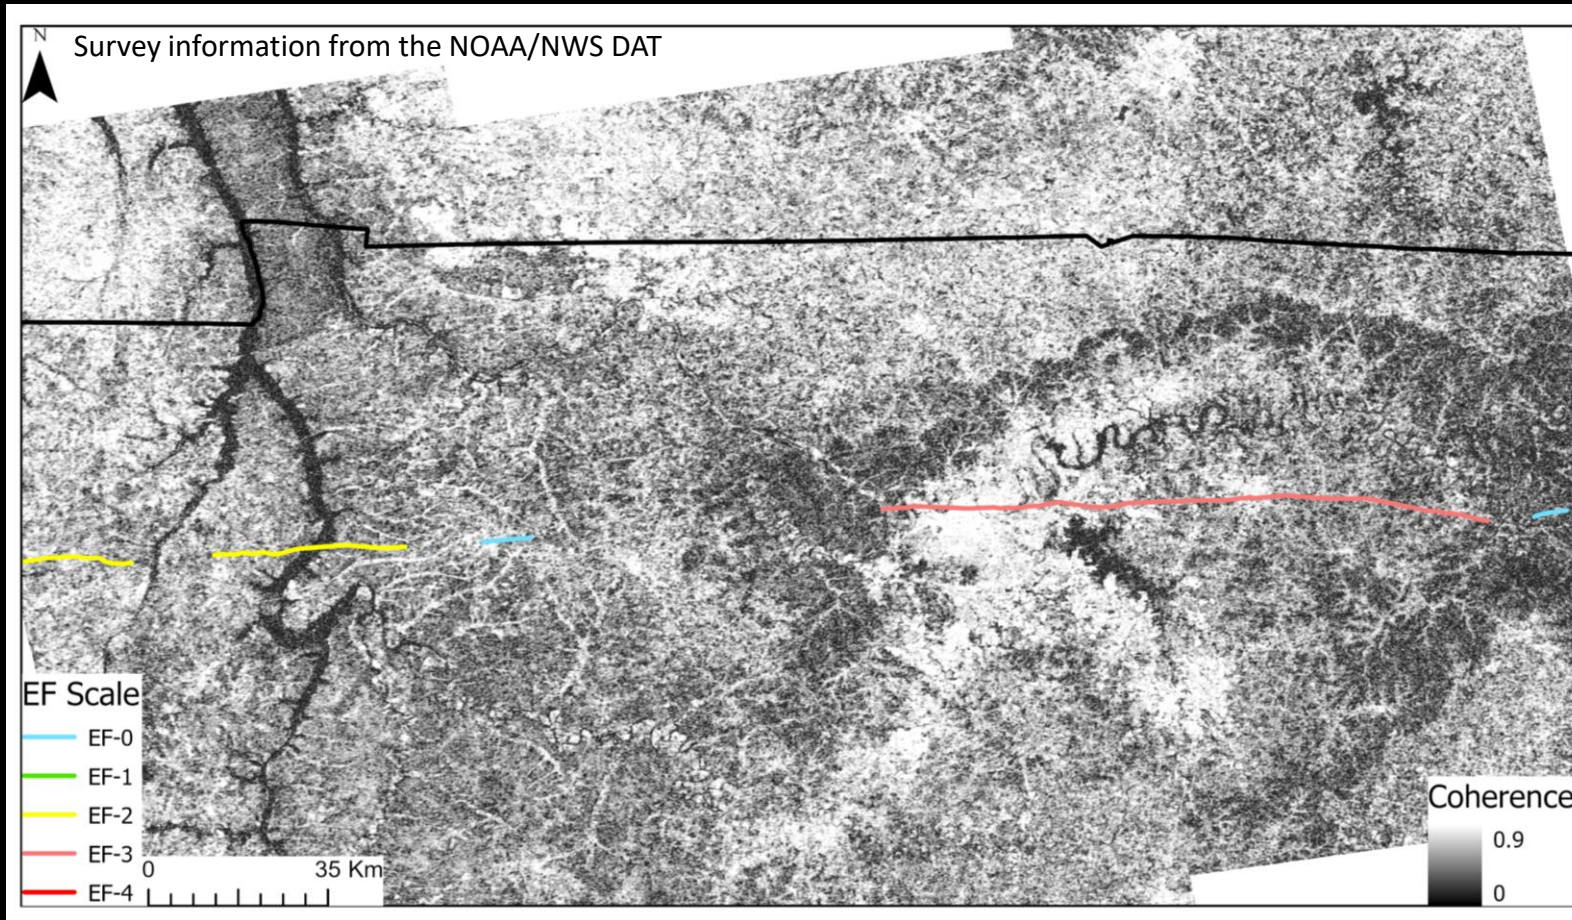 N
Survey information from the NOAA/NWS DAT
EF Scale
EF-0
EF-1
EF-2
EF-3
EF-4
0 35 Km
Coherence
0.9
0